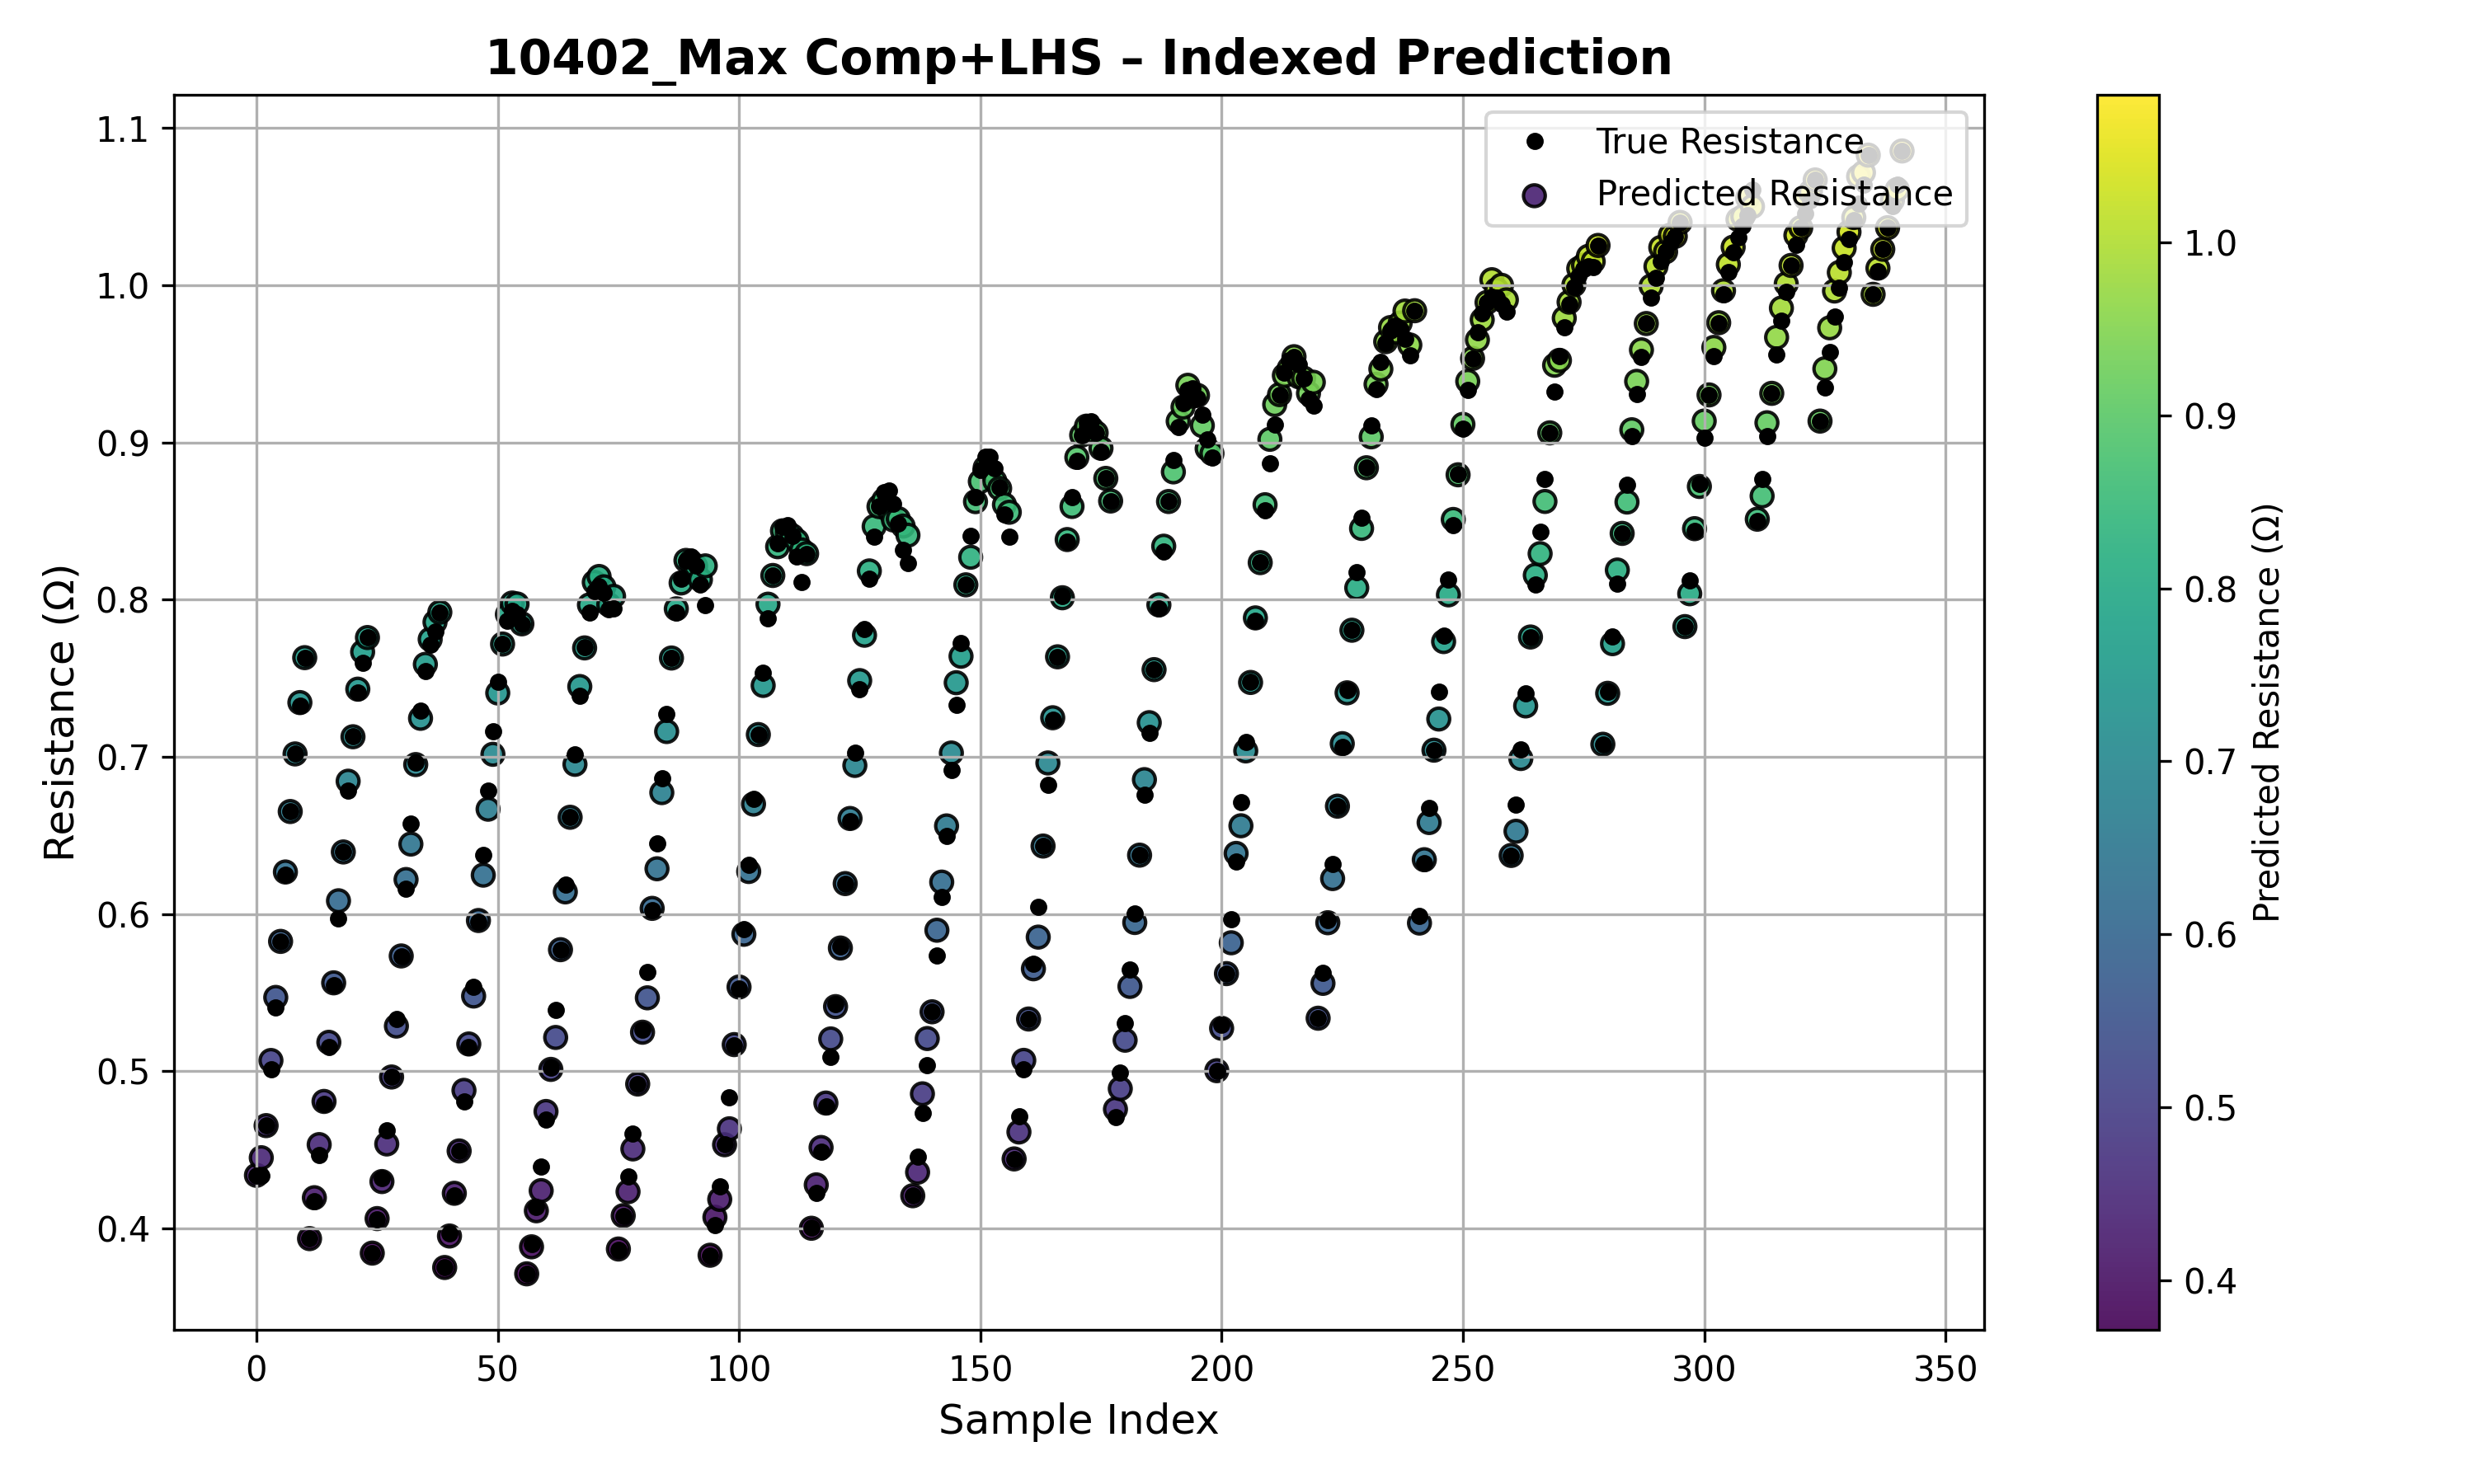 10402_Max Comp+LHS – Indexed Prediction
True Resistance
Predicted Resistance
1.1
1.0
0.9
0.8
0.7
0.6
0.5
0.4
Resistance (Ω)
0 50 100 150 200 250 300 350
Sample Index
1.0
0.9
0.8
0.7
0.6
0.5
0.4
Predicted Resistance (Ω)